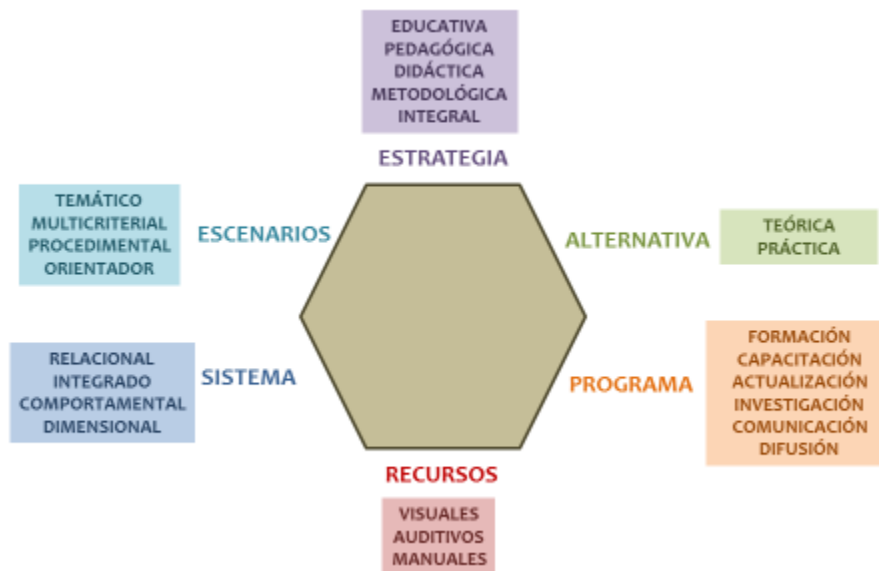 EDUCATIVA
PEDAGÓGICA
DIDÁCTICA
METODOLÓGICA
INTEGRAL
ESTRATEGIA
TEMÁTICO
MULTICRITERIAL
PROCEDIMENTAL
ORIENTADOR
ESCENARIOS
ALTERNATIVA
TEÓRICA
PRÁCTICA
RELACIONAL
INTEGRADO
COMPORTAMENTAL
DIMENSIONAL
SISTEMA
PROGRAMA
FORMACIÓN
CAPACITACIÓN
ACTUALIZACIÓN
INVESTIGACIÓN
COMUNICACIÓN
DIFUSIÓN
RECURSOS
VISUALES
AUDITIVOS
MANUALES